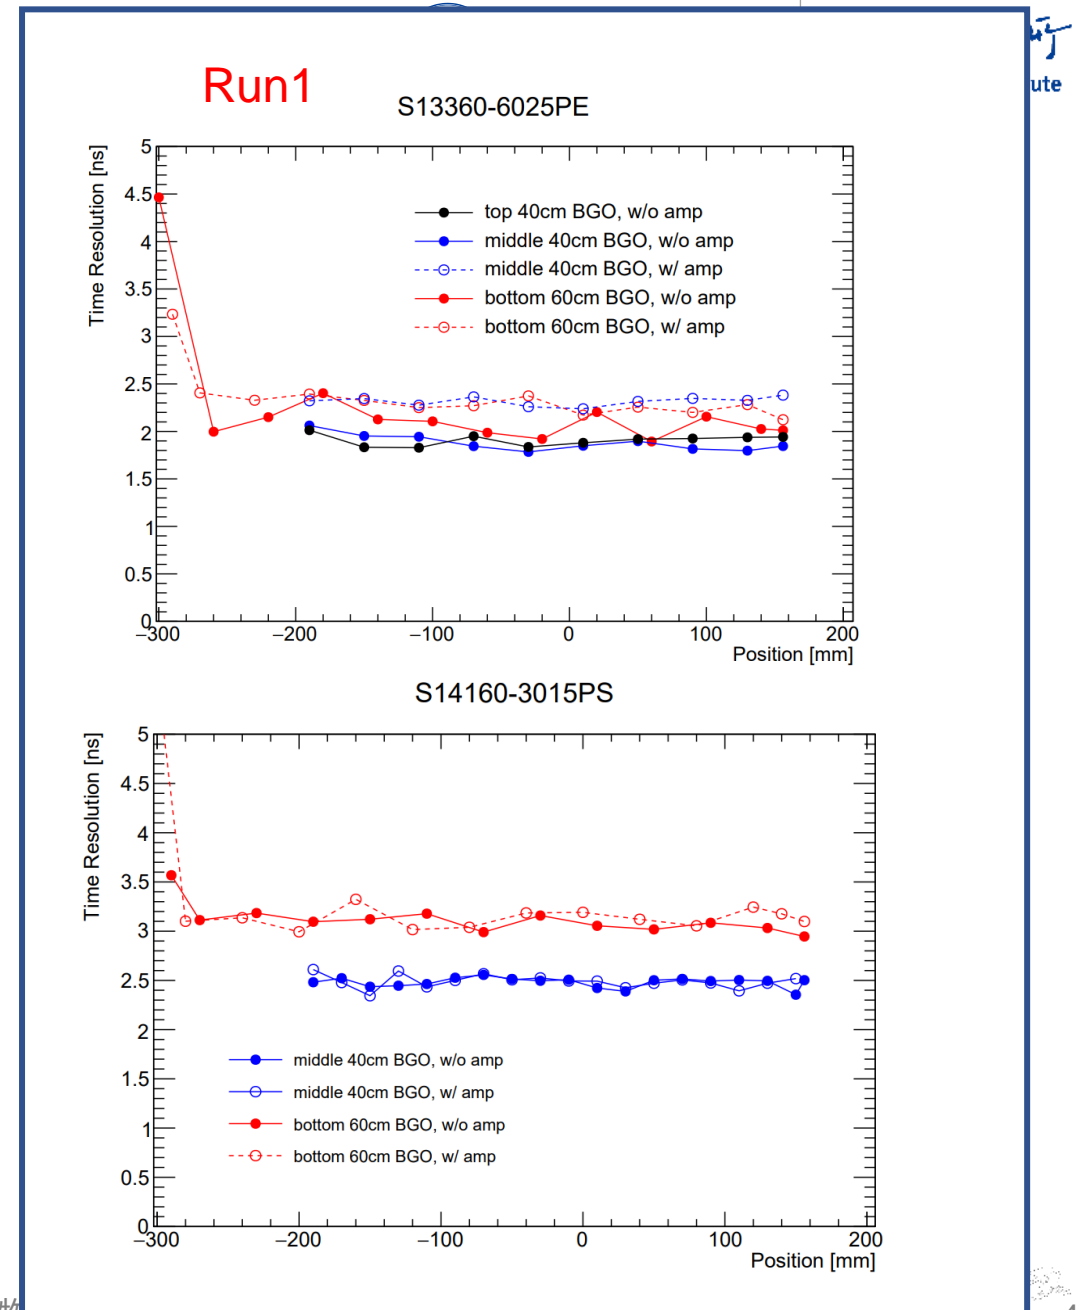 Run1
S13360-6025PE
Time Resolution [ns]
5
4.5
4
3.5
3
2.5
2
1.5
1
0.5
0
top 40cm BGO, w/o amp
middle 40cm BGO, w/o amp
middle 40cm BGO, w/ amp
bottom 60cm BGO, w/o amp
bottom 60cm BGO, w/ amp
−300 −200 −100 0 100 200
Position [mm]
S14160-3015PS
Time Resolution [ns]
5
4.5
4
3.5
3
2.5
2
1.5
1
0.5
0
middle 40cm BGO, w/o amp
middle 40cm BGO, w/ amp
bottom 60cm BGO, w/o amp
bottom 60cm BGO, w/ amp
−300 −200 −100 0 100 200
Position [mm]
ute